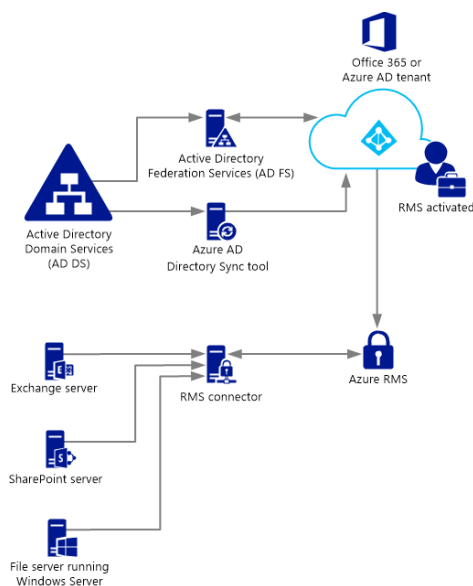 Office 365 or
Azure AD tenant
Active Directory
Federation Services (AD FS)
RMS activated
Active Directory
Domain Services
(AD DS)
Azure AD
Directory Sync tool
Exchange server
RMS connector
Azure RMS
SharePoint server
File server running
Windows Server